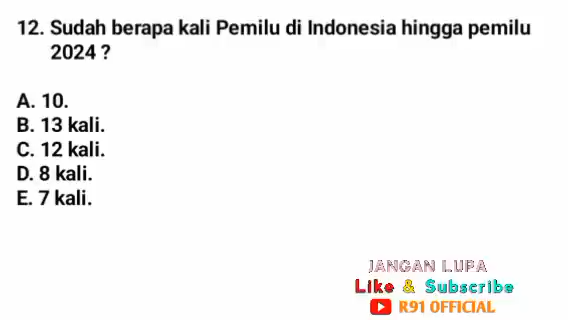 12. Sudah berapa kali Pemilu di Indonesia hingga pemilu
2024 ?
A. 10.
B. 13 kali.
C. 12 kali.
D. 8 kali.
E. 7 kali.
JANGAN LUPA
Like & Subscribe
R91 OFFICIAL